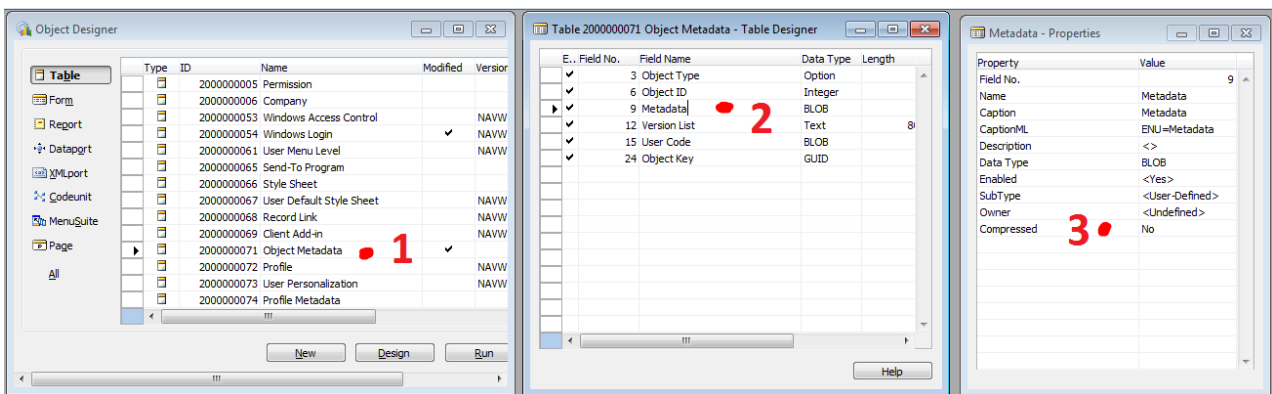 Object Designer
Type ID Name Modified Version
Table
Form
Report
Dataport
XMLport
Codeunit
MenuSuite
Page
All
2000000005 Permission
2000000006 Company
2000000053 Windows Access Control NAVW
2000000054 Windows Login NAVW
2000000061 User Menu Level NAVW
2000000065 Send-To Program
2000000066 Style Sheet
2000000067 User Default Style Sheet NAVW
2000000068 Record Link NAVW
2000000069 Client Add-in NAVW
2000000071 Object Metadata
1
2000000072 Profile NAVW
2000000073 User Personalization NAVW
2000000074 Profile Metadata
New Design Run
Table 2000000071 Object Metadata - Table Designer
E.. Field No. Field Name Data Type Length
3 Object Type Option
6 Object ID Integer
9 Metadata BLOB
2
12 Version List Text
15 User Code BLOB
24 Object Key GUID
Help
Metadata - Properties
Property Value
Field No. 9
Name Metadata
Caption Metadata
CaptionML ENU=Metadata
Description <>
Data Type BLOB
Enabled <Yes>
SubType <User-Defined>
Owner <Undefined>
Compressed No
3